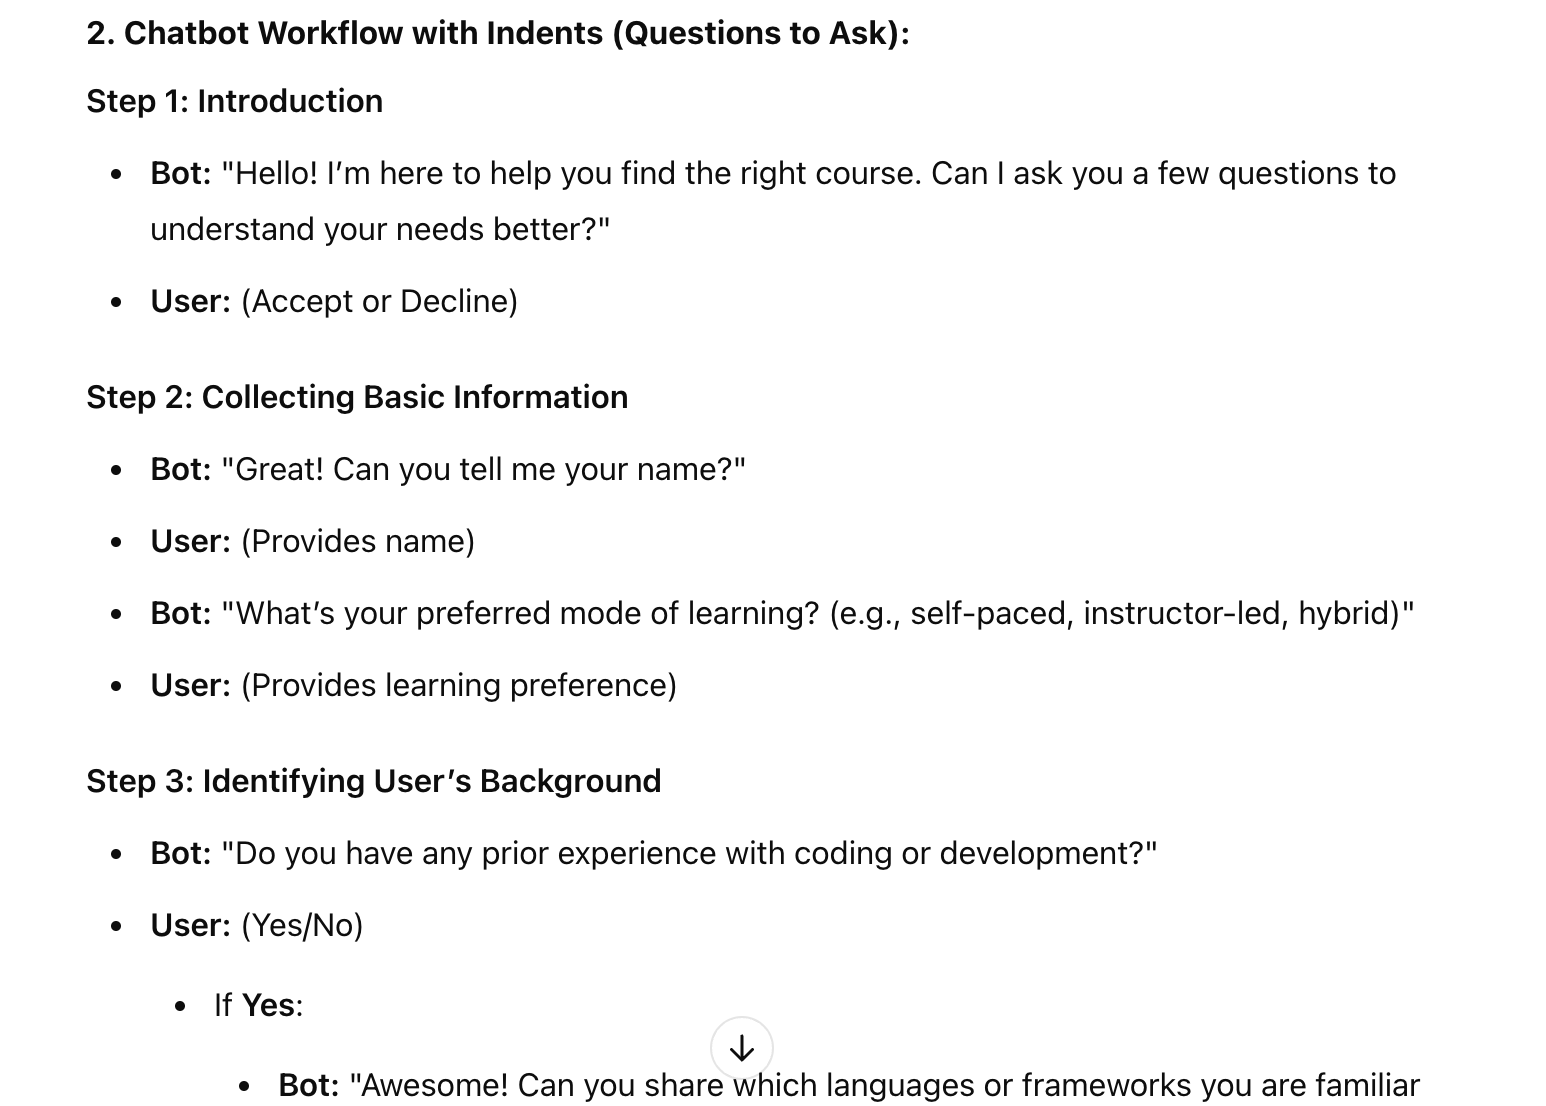 2. Chatbot Workflow with Indents (Questions to Ask):
Step 1: Introduction
• Bot: "Hello! I’m here to help you find the right course. Can I ask you a few questions to
understand your needs better?"
• User: (Accept or Decline)
Step 2: Collecting Basic Information
• Bot: "Great! Can you tell me your name?"
• User: (Provides name)
• Bot: "What’s your preferred mode of learning? (e.g., self-paced, instructor-led, hybrid)"
• User: (Provides learning preference)
Step 3: Identifying User’s Background
• Bot: "Do you have any prior experience with coding or development?"
• User: (Yes/No)
• If Yes:
• Bot: "Awesome! Can you share which languages or frameworks you are familiar